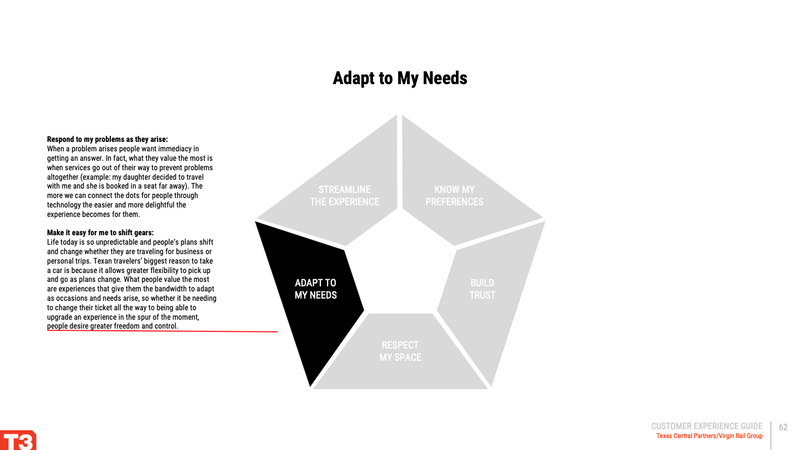 Adapt to My Needs
Respond to my problems as they arise:
When a problem arises people want immediacy in
getting an answer. In fact, what they value the most is
when services go out of their way to prevent problems
altogether (example: my daughter decided to travel
with me and she is booked in a seat far away). The
more we can connect the dots for people through
technology the easier and more delightful the
experience becomes for them.
Make it easy for me to shift gears:
Life today is so unpredictable and people's plans shift
and change whether they are traveling for business or
personal trips. Texan travelers' biggest reason to take
a car is because it allows greater flexibility to pick up
and go as plans change. What people value the most
are experiences that give them the bandwidth to adapt
as occasions and needs arise, so whether it be needing
to change their ticket all the way to being able to
upgrade an experience in the spur of the moment,
people desire greater freedom and control.
STREAMLINE
THE EXPERIENCE
KNOW MY
PREFERENCES
ADAPT TO
MY NEEDS
BUILD
TRUST
RESPECT
MY SPACE
CUSTOMER EXPERIENCE GUIDE
Texas Central Partners/Virgin Rail Group
62
T3